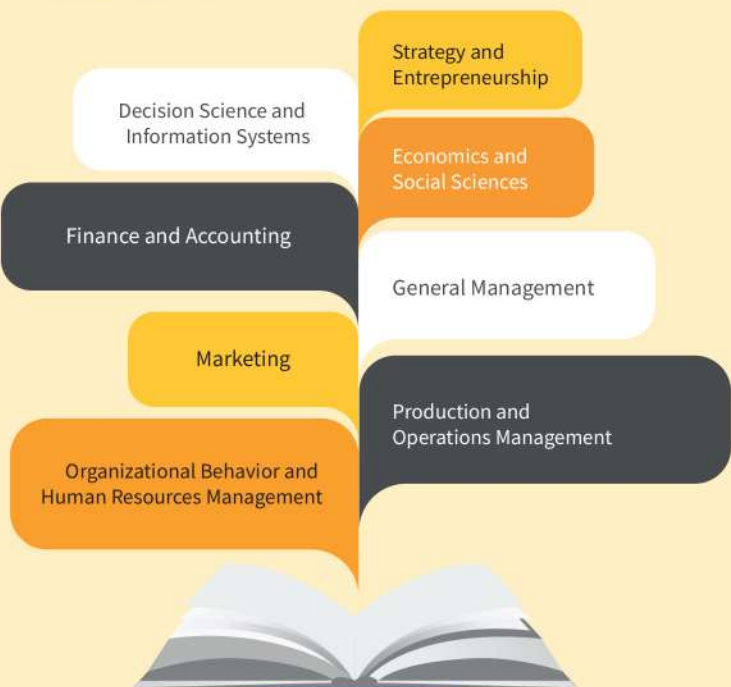 Strategy and
Entrepreneurship
Decision Science and
Information Systems
Economics and
Social Sciences
Finance and Accounting
General Management
Marketing
Production and
Operations Management
Organizational Behavior and
Human Resources Management